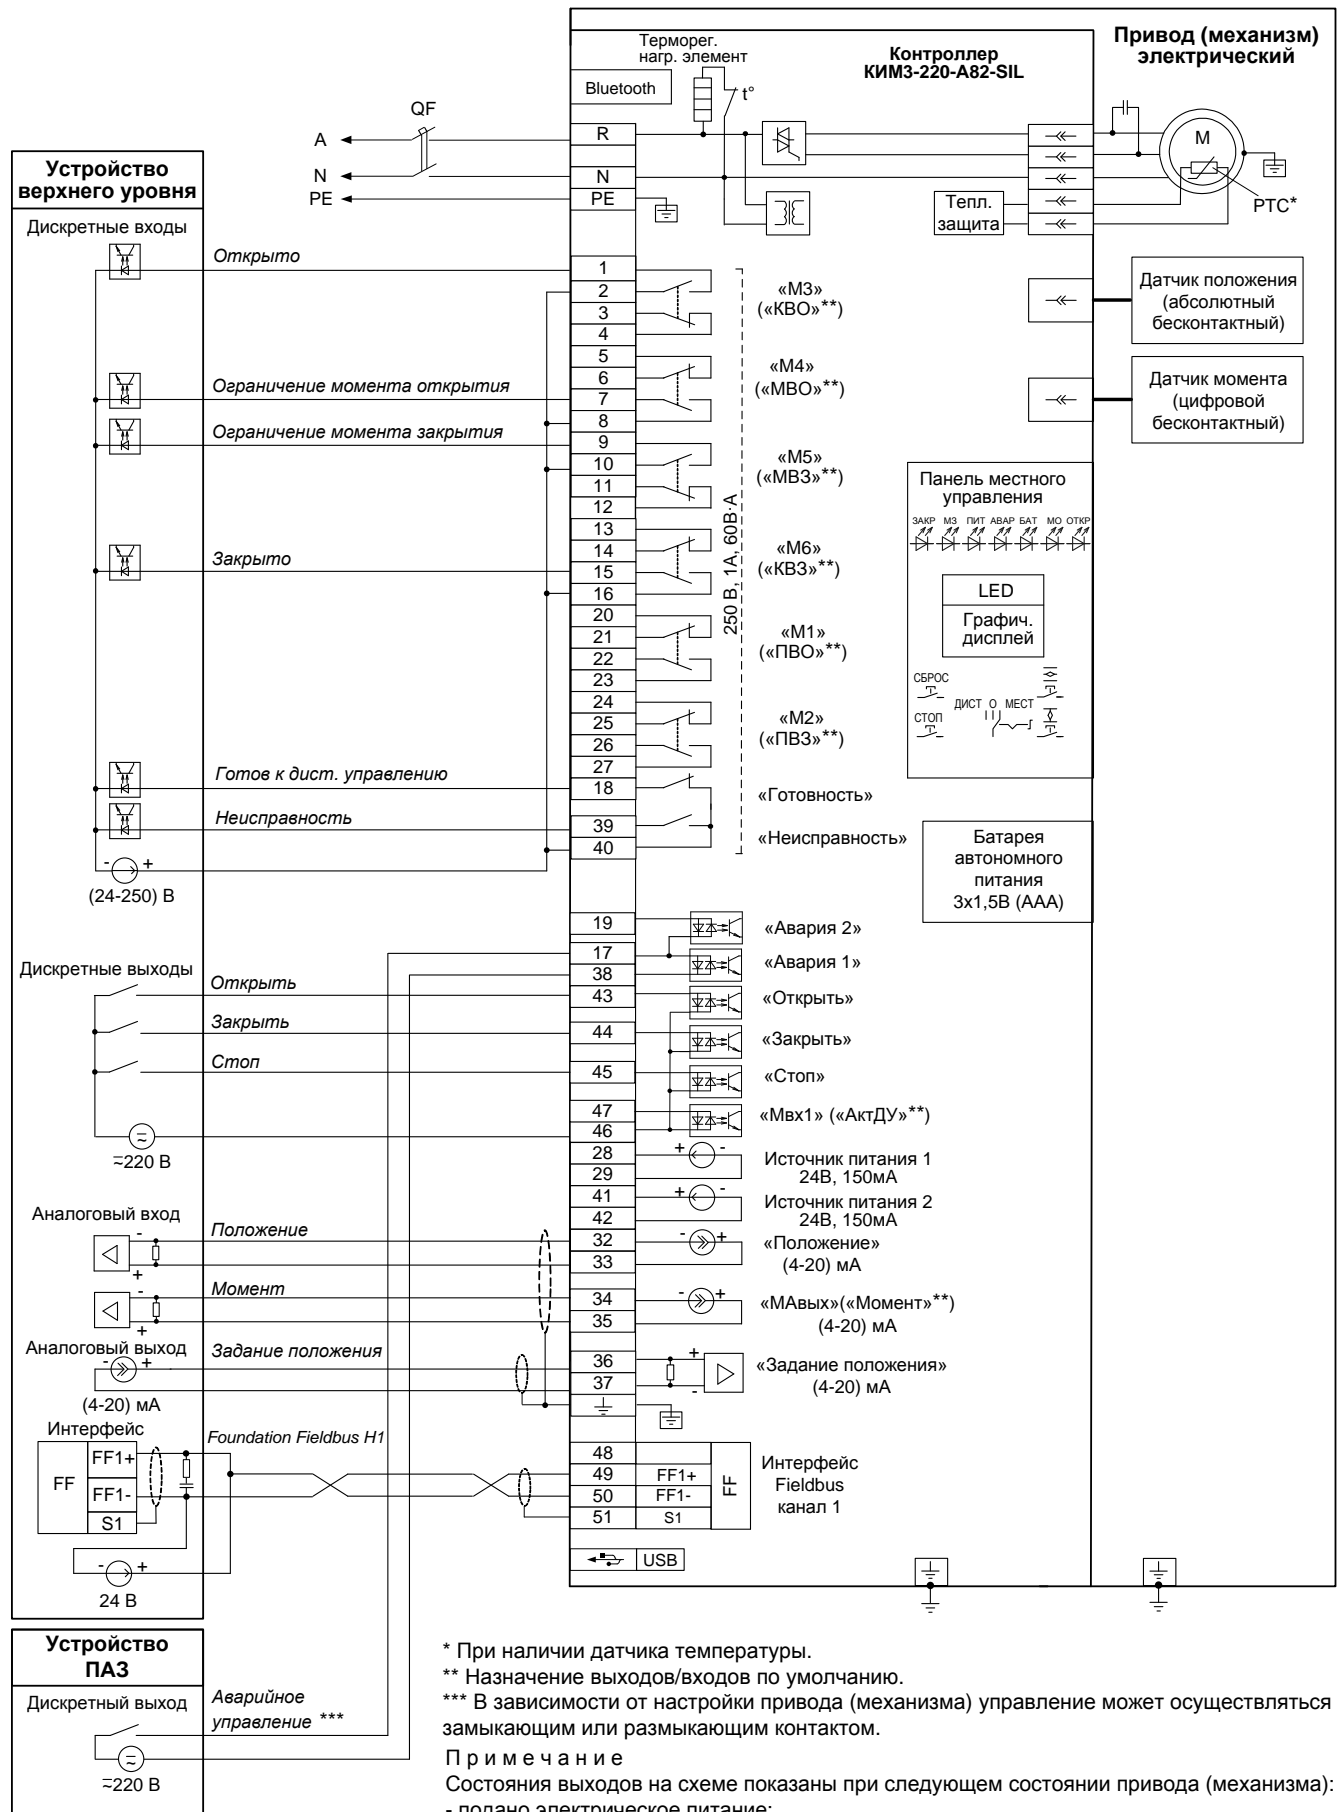 Привод (механизм)
электрический
Терморег.
нагр. элемент
Контроллер
КИМ3-220-А82-SIL
Bluetooth
t°
QF
A
R
M
N
N
PE
PE
PTC*
Тепл.
защита
Устройство
верхнего уровня
Дискретные входы
Открыто
1
2
3
4
«М3»
(«КВО»**)
Датчик положения
(абсолютный
бесконтактный)
5
6
7
8
«М4»
(«МВО»**)
Ограничение момента открытия
Датчик момента
(цифровой
бесконтактный)
Ограничение момента закрытия
9
10
11
12
«М5»
(«МВЗ»**)
Панель местного
управления
ЗАКР МЗ ПИТ АВАР БАТ МО ОТКР
250 В, 1А, 60В·А
Закрыто
13
14
15
16
«М6»
(«КВЗ»**)
LED
Графич.
дисплей
20
21
22
23
«М1»
(«ПВО»**)
СБРОС
ДИСТ О МЕСТ
СТОП
24
25
26
27
«М2»
(«ПВЗ»**)
Готов к дист. управлению
18
«Готовность»
Неисправность
39
40
«Неисправность»
Батарея
автономного
питания
3х1,5В (ААА)
- +
(24-250) В
19
«Авария 2»
17
38
«Авария 1»
Дискретные выходы
Открыть
43
«Открыть»
Закрыть
44
«Закрыть»
Стоп
45
«Стоп»
47
46
«Мвх1» («АктДУ»**)
≂220 В
28
29
+ -
Источник питания 1
24В, 150мА
41
42
+ -
Источник питания 2
24В, 150мА
Аналоговый вход
Положение
- +
32
33
- +
«Положение»
(4-20) мА
Момент
- +
34
35
- +
«МАвых»(«Момент»**)
(4-20) мА
Аналоговый выход
Задание положения
- +
(4-20) мА
36
37
+ -
«Задание положения»
(4-20) мА
Интерфейс
Foundation Fieldbus H1
FF
FF1+
FF1-
S1
48
49
50
51
FF1+
FF1-
S1
FF
Интерфейс
Fieldbus
канал 1
USB
- +
24 В
Устройство
ПАЗ
Дискретный выход
Аварийное
управление ***
≂220 В
* При наличии датчика температуры.
** Назначение выходов/входов по умолчанию.
*** В зависимости от настройки привода (механизма) управление может осуществляться
замыкающим или размыкающим контактом.
Примечание
Состояния выходов на схеме показаны при следующем состоянии привода (механизма):
- подано электрическое питание;